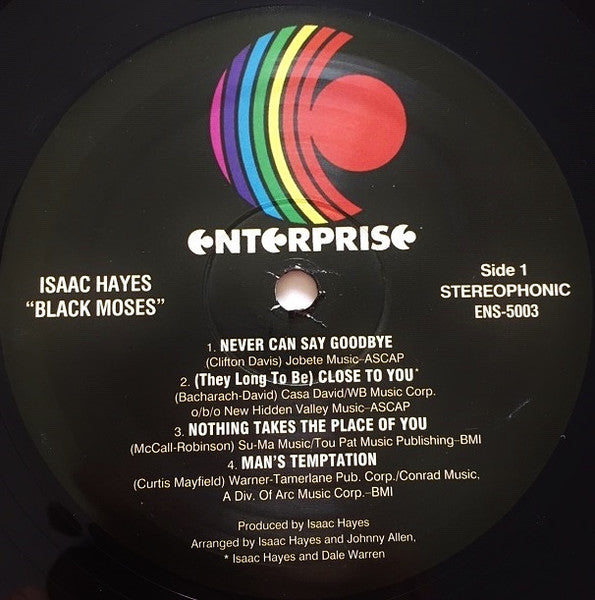 ENTERPRISE
ISAAC HAYES
"BLACK MOSES"
Side 1
STEREOPHONIC
ENS-5003
1. NEVER CAN SAY GOODBYE
(Clifton Davis) Jobete Music–ASCAP
2. (They Long To Be) CLOSE TO YOU*
(Bacharach-David) Casa David/WB Music Corp.
o/b/o New Hidden Valley Music–ASCAP
3. NOTHING TAKES THE PLACE OF YOU
(McCall-Robinson) Su-Ma Music/Tou Pat Music Publishing–BMI
4. MAN'S TEMPTATION
(Curtis Mayfield) Warner-Tamerlane Pub. Corp./Conrad Music,
A Div. Of Arc Music Corp.–BMI
Produced by Isaac Hayes
Arranged by Isaac Hayes and Johnny Allen,
* Isaac Hayes and Dale Warren